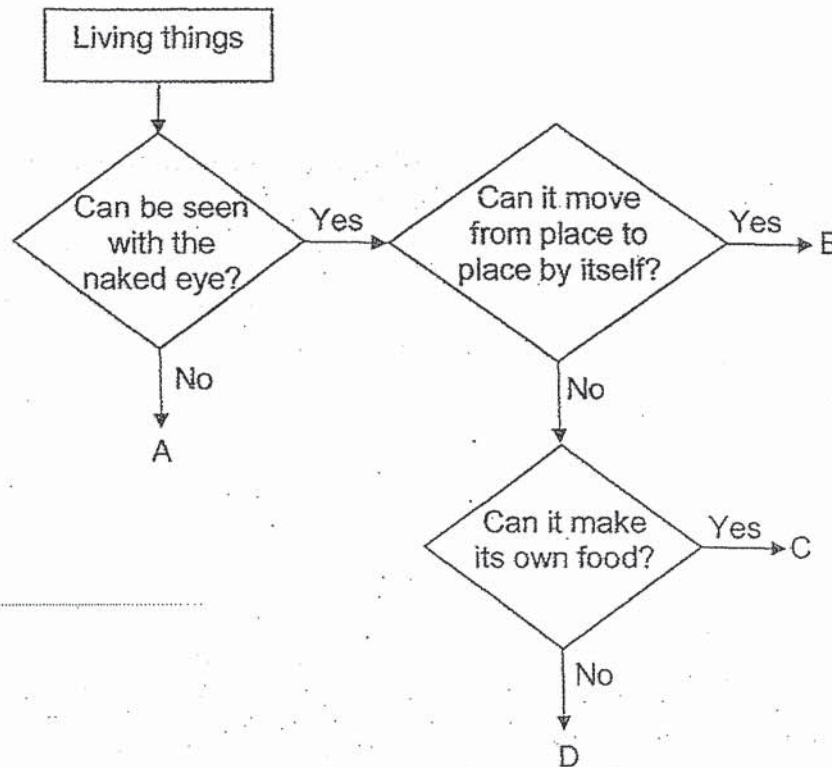 Living things
Can be seen
with the
naked eye?
Yes
No
A
Can it move
from place to
place by itself?
Yes
B
No
Can it make
its own food?
Yes
C
No
D